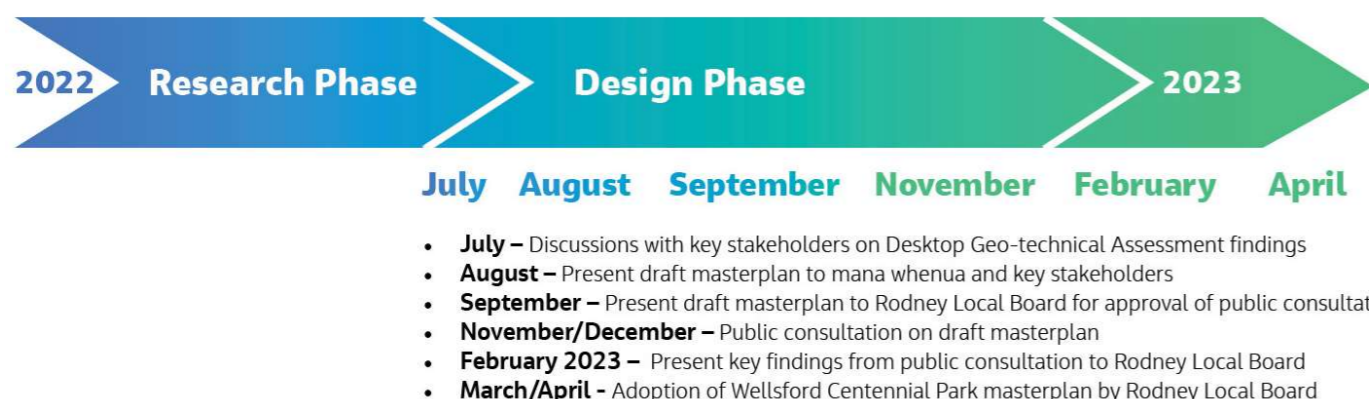 2022 Research Phase Design Phase 2023
July August September November February April
• July – Discussions with key stakeholders on Desktop Geo-technical Assessment findings
• August – Present draft masterplan to mana whenua and key stakeholders
• September – Present draft masterplan to Rodney Local Board for approval of public consultat
• November/December – Public consultation on draft masterplan
• February 2023 – Present key findings from public consultation to Rodney Local Board
• March/April - Adoption of Wellsford Centennial Park masterplan by Rodney Local Board